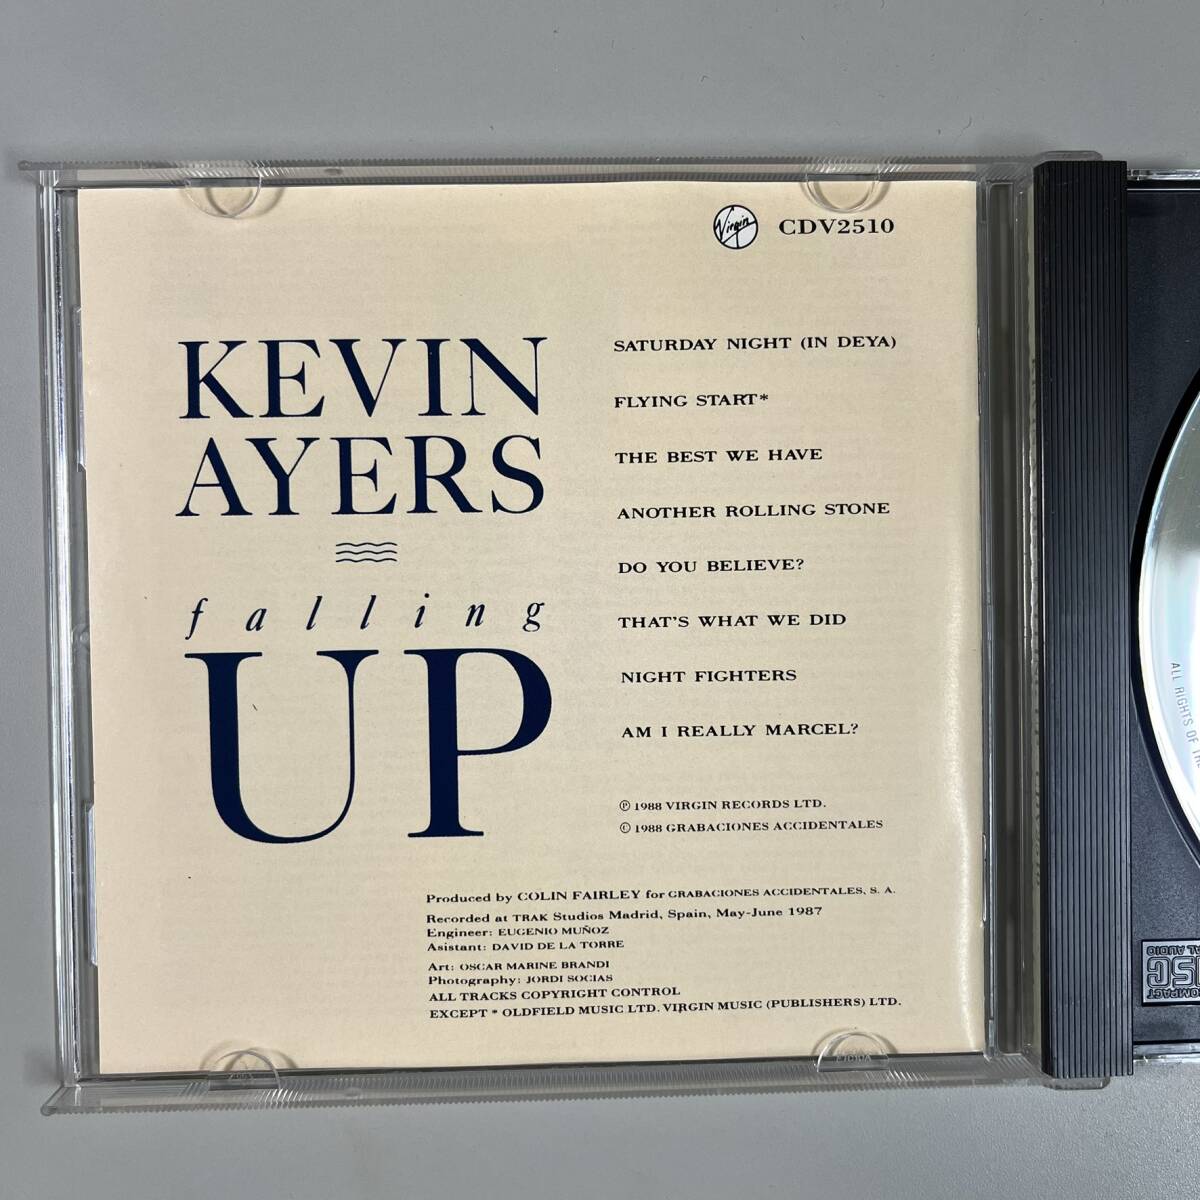 Virgin CDV2510
KEVIN
AYERS
falling
UP
SATURDAY NIGHT (IN DEYA)
FLYING START*
THE BEST WE HAVE
ANOTHER ROLLING STONE
DO YOU BELIEVE?
THAT'S WHAT WE DID
NIGHT FIGHTERS
AM I REALLY MARCEL?
Ⓟ 1988 VIRGIN RECORDS LTD.
© 1988 GRABACIONES ACCIDENTALES
Produced by COLIN FAIRLEY for GRABACIONES ACCIDENTALES, S. A.
Recorded at TRAK Studios Madrid, Spain, May-June 1987
Engineer: EUGENIO MUÑOZ
Asistant: DAVID DE LA TORRE
Art: OSCAR MARINE BRANDI
Photography: JORDI SOCIAS
ALL TRACKS COPYRIGHT CONTROL
EXCEPT * OLDFIELD MUSIC LTD. VIRGIN MUSIC (PUBLISHERS) LTD.
ALL RIGHTS OF THE